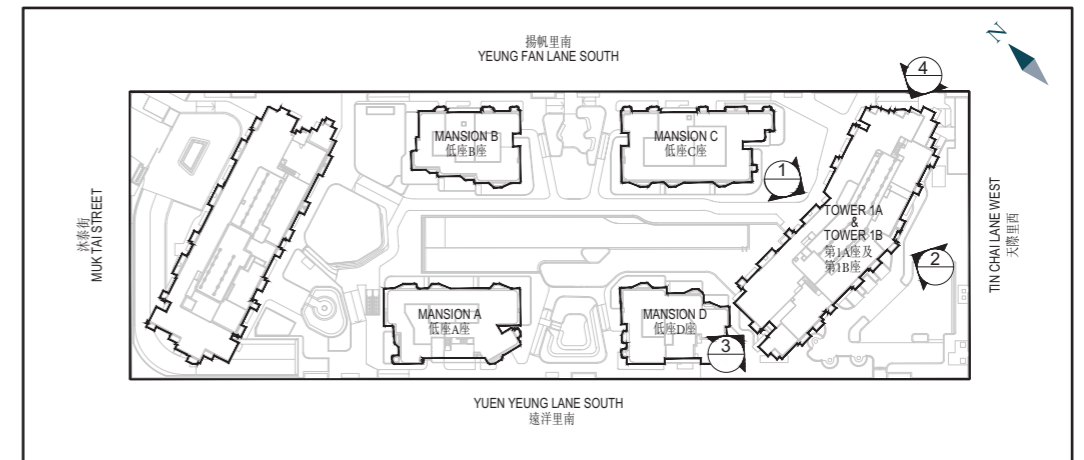 N
揚帆里南
YEUNG FAN LANE SOUTH
4
MANSION B
低座B座
MANSION C
低座C座
1
沐泰街
MUK TAI STREET
TOWER 1A
&
TOWER 1B
第1A座及
第1B座
2
TIN CHAI LANE WEST
天際里西
MANSION A
低座A座
MANSION D
低座D座
3
YUEN YEUNG LANE SOUTH
遠洋里南